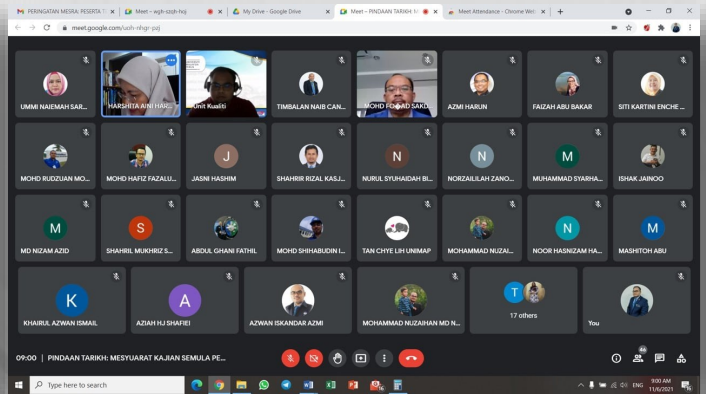 PERINGATAN MESRA: PESERTA T
Meet – wgh-szqh-hoj
My Drive - Google Drive
Meet – PINDAAN TARIKH: M
Meet Attendance - Chrome Web
meet.google.com/uoh-nhgr-paj
UMMI NAIEMAH SAR...
HARSHITA AINI HAR...
Unit Kualiti
TIMBALAN NAIB CAN...
MOHD FO AD SAKD...
AZMI HARUN
FAIZAH ABU BAKAR
SITI KARTINI ENCHE ...
MOHD RUDZUAN MO...
MOHD HAFIZ FAZALU...
J
JASNI HASHIM
SHAHRIR RIZAL KASJ...
N
NURUL SYUHAIDAH BI...
N
NORZAILILAH ZANO...
M
MUHAMMAD SYARHA...
ISHAK JAINOO
M
MD NIZAM AZID
S
SHAHRIL MUKHRIZ S...
ABDUL GHANI FATHIL
MOHD SHIHABUDIN I...
TAN CHYE LIH UNIMAP
MOHAMMAD NUZAI...
N
NOOR HASNIZAM HA...
M
MASHITOH ABU
K
KHAIRUL AZWAN ISMAIL
A
AZIAH HJ SHAFIEI
AZWAN ISKANDAR AZMI
MOHAMMAD NUZAIHAN MD N...
T
17 others
You
09:00 | PINDAAN TARIKH: MESYUARAT KAJIAN SEMULA PE...
46
Type here to search
ENG
9:00 AM
11/6/2021